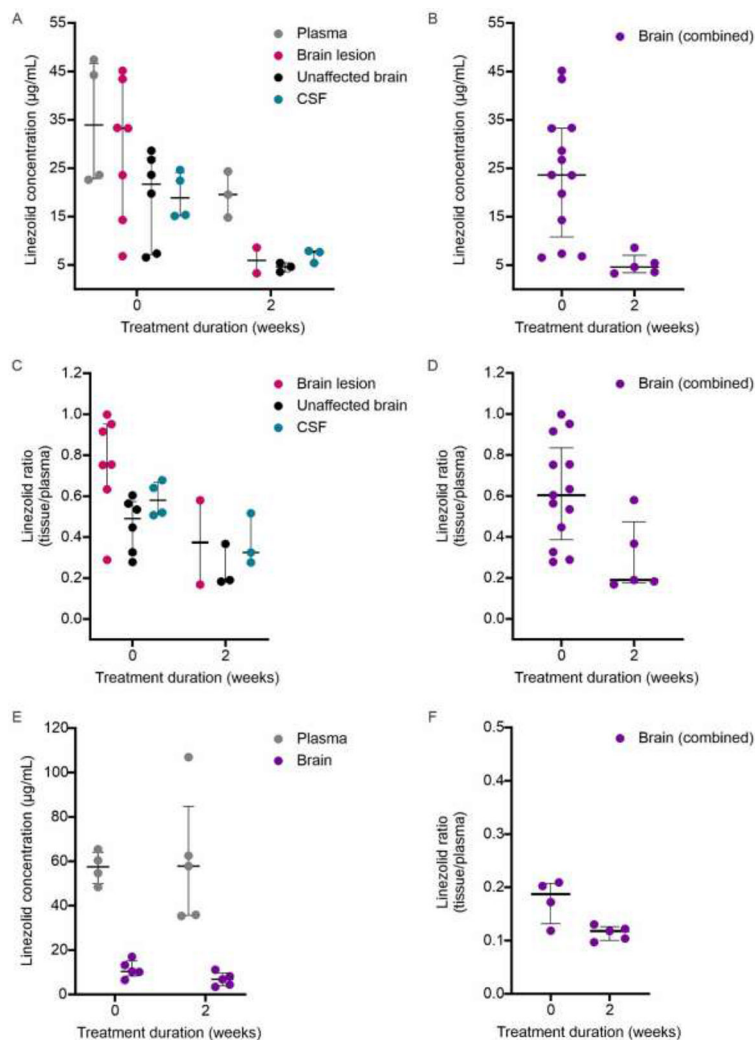 A
Linezolid concentration (μg/mL)
55
45
35
25
15
5
0
2
Treatment duration (weeks)
Plasma
Brain lesion
Unaffected brain
CSF
B
Linezolid concentration (μg/mL)
55
45
35
25
15
5
0
2
Treatment duration (weeks)
Brain (combined)
C
Linezolid ratio
(tissue/plasma)
1.2
1.0
0.8
0.6
0.4
0.2
0.0
0
2
Treatment duration (weeks)
Brain lesion
Unaffected brain
CSF
D
Linezolid ratio
(tissue/plasma)
1.2
1.0
0.8
0.6
0.4
0.2
0.0
0
2
Treatment duration (weeks)
Brain (combined)
E
Linezolid concentration (μg/mL)
120
100
80
60
40
20
0
0
2
Treatment duration (weeks)
Plasma
Brain
F
Linezolid ratio
(tissue/plasma)
0.5
0.4
0.3
0.2
0.1
0.0
0
2
Treatment duration (weeks)
Brain (combined)